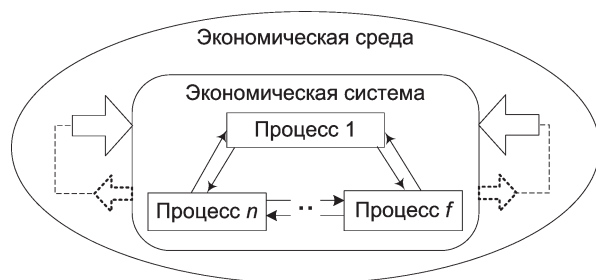 Экономическая среда
Экономическая система
Процесс 1
Процесс n
..
Процесс f